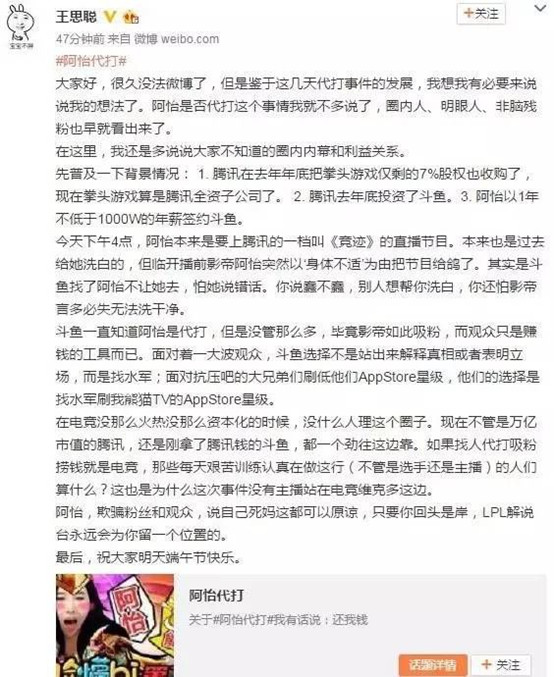 王思聪
+关注
47分钟前 来自 微博 weibo.com
宝宝不哭
#阿怡代打#
大家好，很久没法微博了，但是鉴于这几天代打事件的发展，我想我有必要来说
说我的想法了。阿怡是否代打这个事情我就不多说了，圈内人、明眼人、非脑残
粉也早就看出来了。
在这里，我还是多说说大家不知道的圈内内幕和利益关系。
先普及一下背景情况： 1. 腾讯在去年年底把拳头游戏仅剩的7%股权也收购了，
现在拳头游戏算是腾讯全资子公司了。 2. 腾讯去年底投资了斗鱼。3. 阿怡以1年
不低于1000W的年薪签约斗鱼。
今天下午4点，阿怡本来是要上腾讯的一档叫《竞迹》的直播节目。本来也是过去
给她洗白的，但临开播前影帝阿怡突然以‘身体不适’为由把节目给鸽了。其实是斗
鱼找了阿怡不让她去，怕她说错话。你说蠢不蠢，别人想帮你洗白，你还怕影帝
言多必失无法洗干净。
斗鱼一直知道阿怡是代打，但是没管那么多，毕竟影帝如此吸粉，而观众只是赚
钱的工具而已。面对着一大波观众，斗鱼选择不是站出来解释真相或者表明立
场，而是找水军；面对抗压吧的大兄弟们刷低他们AppStore星级，他们的选择是
找水军刷我熊猫TV的AppStore星级。
在电竞没那么火热没那么资本化的时候，没什么人理这个圈子。现在不管是万亿
市值的腾讯，还是刚拿了腾讯钱的斗鱼，都一个劲往这边靠。如果找人代打吸粉
捞钱就是电竞，那些每天艰苦训练认真在做这行（不管是选手还是主播）的人们
算什么？这也是为什么这次事件没有主播站在电竞维克多这边。
阿怡，欺骗粉丝和观众，说自己死妈这都可以原谅，只要你回头是岸，LPL解说
台永远会为你留一个位置的。
最后，祝大家明天端午节快乐。
阿怡
阿怡代打
关于#阿怡代打#我有话说：还我钱
话题详情
+关注